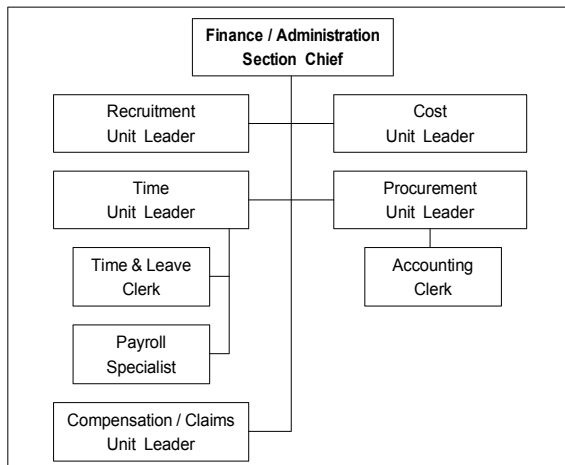 Finance / Administration
Section Chief
Recruitment
Unit Leader
Cost
Unit Leader
Time
Unit Leader
Procurement
Unit Leader
Time & Leave
Clerk
Accounting
Clerk
Payroll
Specialist
Compensation / Claims
Unit Leader